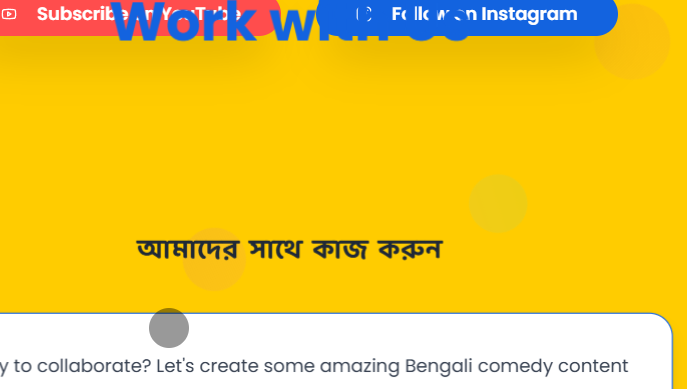 Subscribe on YouTube
Follow on Instagram
Work with Us
আমাদের সাথে কাজ করুন
to collaborate? Let's create some amazing Bengali comedy content